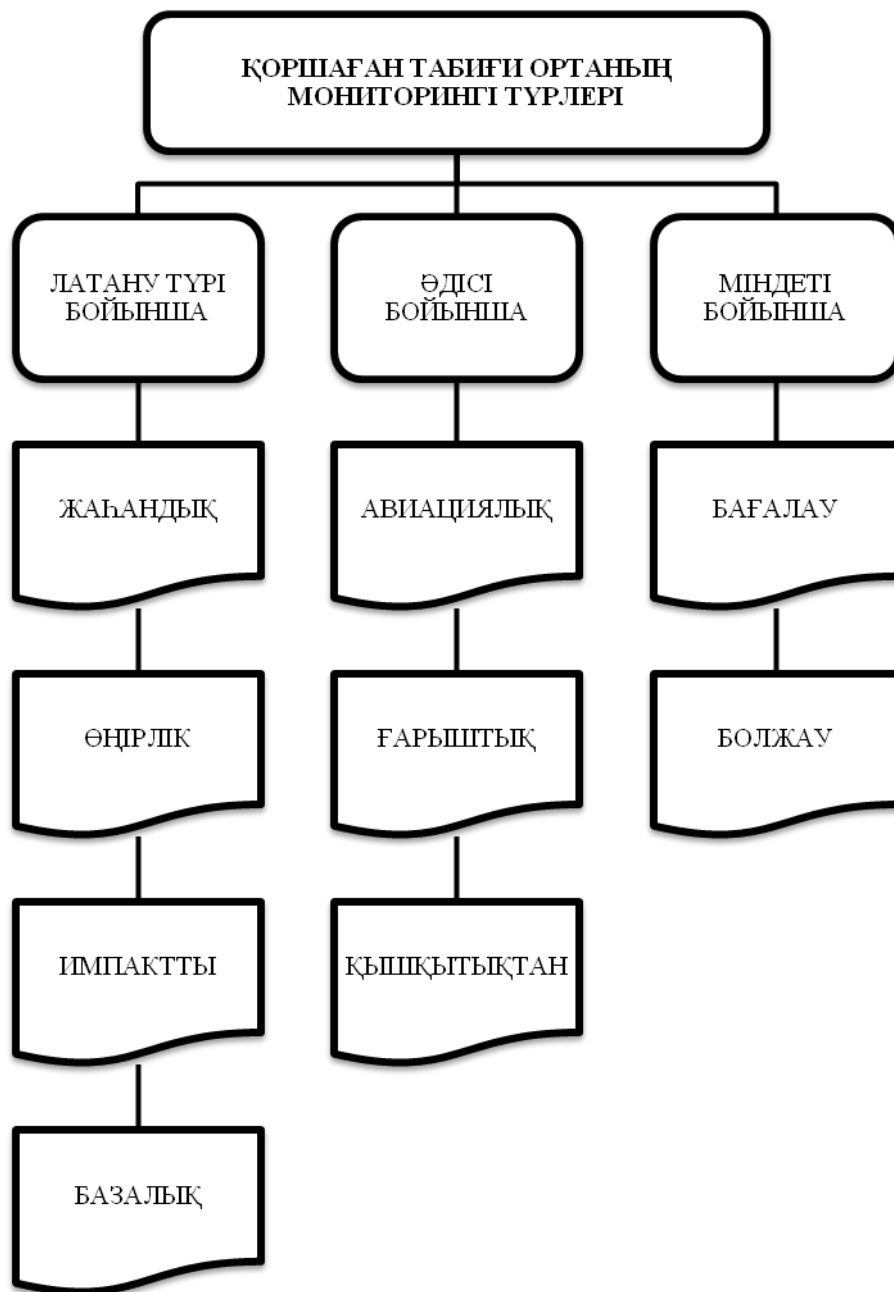 ҚОРШАҒАН ТАБИҒИ ОРТАНЫҢ
МОНИТОРИНГІ ТҮРЛЕРІ
ЛАТАНУ ТҮРІ
БОЙЫНША
ӘДІСІ
БОЙЫНША
МІНДЕТІ
БОЙЫНША
ЖАҺАНДЫҚ
АВИАЦИЯЛЫҚ
БАҒАЛАУ
ӨҢІРЛІК
ҒАРЫШТЫҚ
БОЛЖАУ
ИМПАКТТЫ
ҚЫШҚЫТЫҚТАН
БАЗАЛЫҚ